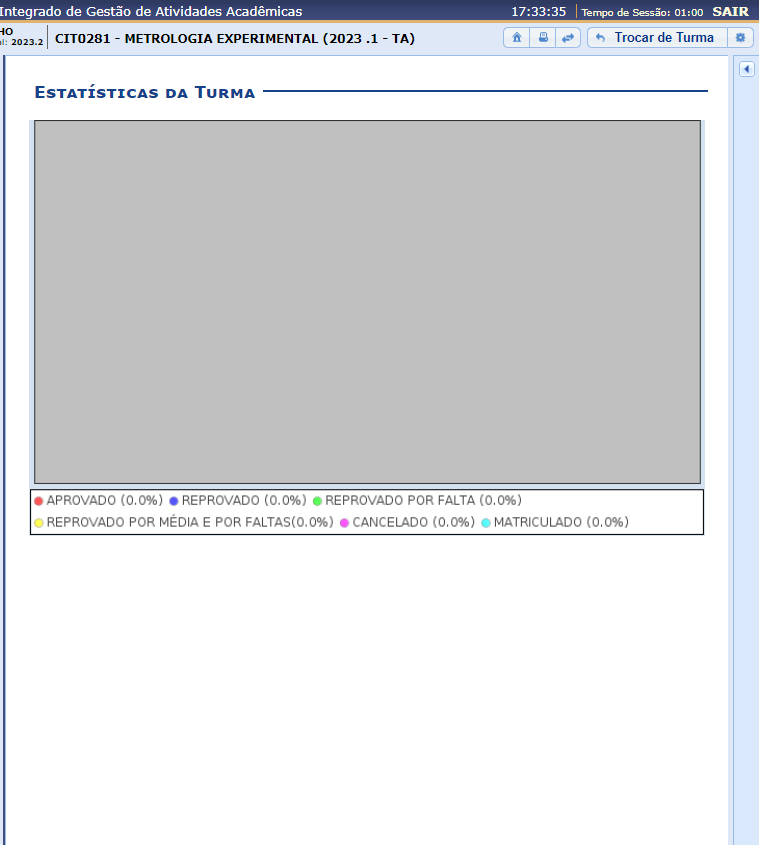 Integrado de Gestão de Atividades Acadêmicas 17:33:35 Tempo de Sessão: 01:00 SAIR
2023.2 CIT0281 - METROLOGIA EXPERIMENTAL (2023 .1 - TA) Trocar de Turma
Estatísticas da Turma
APROVADO (0.0%) REPROVADO (0.0%) REPROVADO POR FALTA (0.0%)
REPROVADO POR MÉDIA E POR FALTAS(0.0%) CANCELADO (0.0%) MATRICULADO (0.0%)